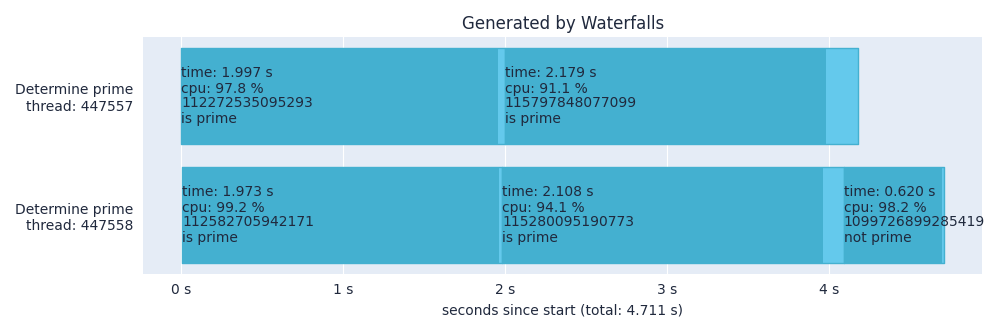 Generated by Waterfalls
Determine prime
thread: 447557
time: 1.997 s
cpu: 97.8 %
112272535095293
is prime
time: 2.179 s
cpu: 91.1 %
115797848077099
is prime
Determine prime
thread: 447558
time: 1.973 s
cpu: 99.2 %
112582705942171
is prime
time: 2.108 s
cpu: 94.1 %
115280095190773
is prime
time: 0.620 s
cpu: 98.2 %
1099726899285419
not prime
0 s
1 s
2 s
3 s
4 s
seconds since start (total: 4.711 s)